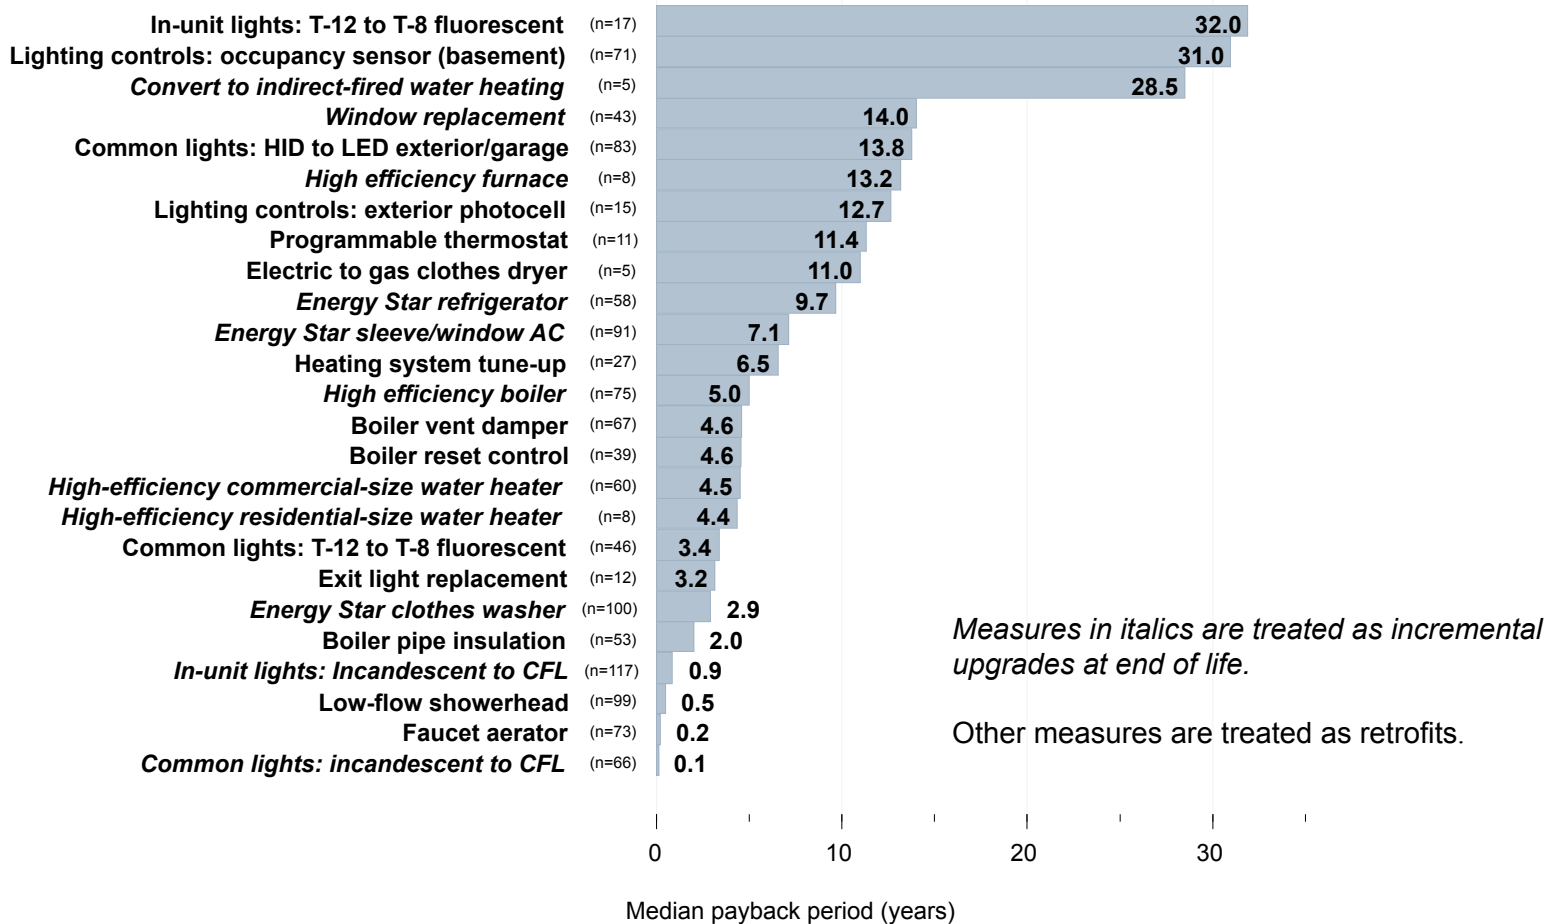 In-unit lights: T-12 to T-8 fluorescent (n=17) 32.0
Lighting controls: occupancy sensor (basement) (n=71) 31.0
Convert to indirect-fired water heating (n=5) 28.5
Window replacement (n=43) 14.0
Common lights: HID to LED exterior/garage (n=83) 13.8
High efficiency furnace (n=8) 13.2
Lighting controls: exterior photocell (n=15) 12.7
Programmable thermostat (n=11) 11.4
Electric to gas clothes dryer (n=5) 11.0
Energy Star refrigerator (n=58) 9.7
Energy Star sleeve/window AC (n=91) 7.1
Heating system tune-up (n=27) 6.5
High efficiency boiler (n=75) 5.0
Boiler vent damper (n=67) 4.6
Boiler reset control (n=39) 4.6
High-efficiency commercial-size water heater (n=60) 4.5
High-efficiency residential-size water heater (n=8) 4.4
Common lights: T-12 to T-8 fluorescent (n=46) 3.4
Exit light replacement (n=12) 3.2
Energy Star clothes washer (n=100) 2.9
Boiler pipe insulation (n=53) 2.0
In-unit lights: Incandescent to CFL (n=117) 0.9
Low-flow showerhead (n=99) 0.5
Faucet aerator (n=73) 0.2
Common lights: incandescent to CFL (n=66) 0.1
Measures in italics are treated as incremental
upgrades at end of life.
Other measures are treated as retrofits.
0 10 20 30
Median payback period (years)